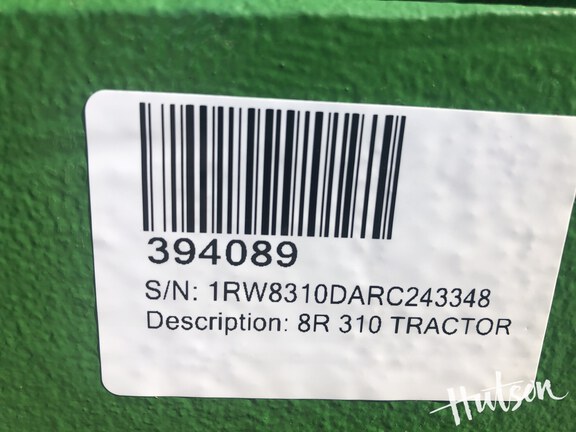 394089
S/N: 1RW8310DARC243348
Description: 8R 310 TRACTOR
Hutson